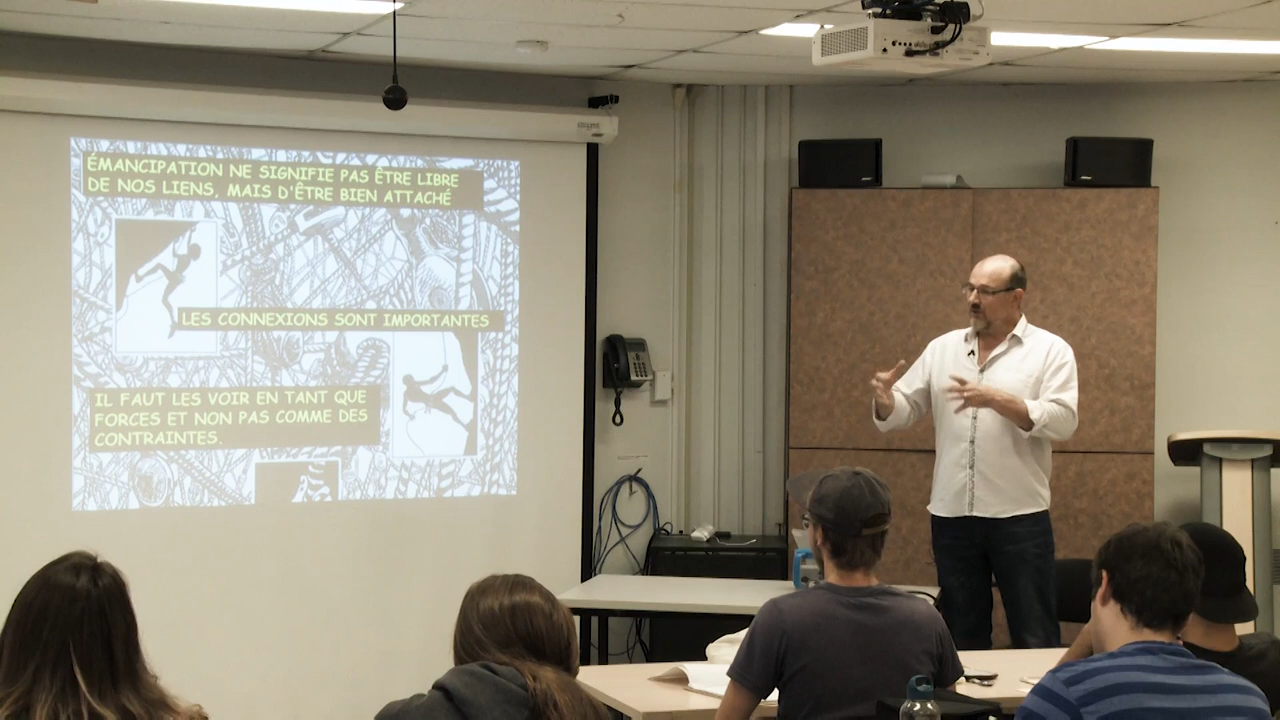 ÉMANCIPATION NE SIGNIFIE PAS ÊTRE LIBRE
DE NOS LIENS, MAIS D'ÊTRE BIEN ATTACHÉ
LES CONNEXIONS SONT IMPORTANTES
IL FAUT LES VOIR EN TANT QUE
FORCES ET NON PAS COMME DES
CONTRAINTES.